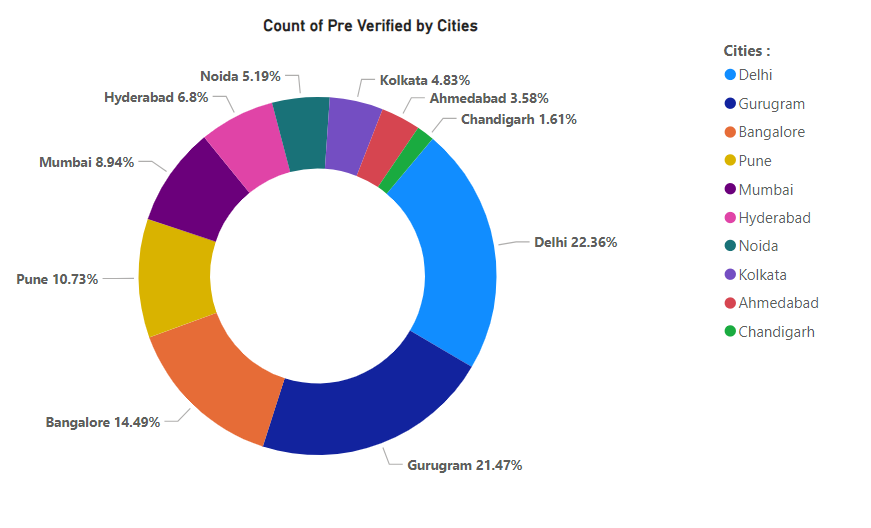 Count of Pre Verified by Cities
Noida 5.19%
Kolkata 4.83%
Hyderabad 6.8%
Ahmedabad 3.58%
Chandigarh 1.61%
Mumbai 8.94%
Delhi 22.36%
Pune 10.73%
Bangalore 14.49%
Gurugram 21.47%
Cities :
Delhi
Gurugram
Bangalore
Pune
Mumbai
Hyderabad
Noida
Kolkata
Ahmedabad
Chandigarh